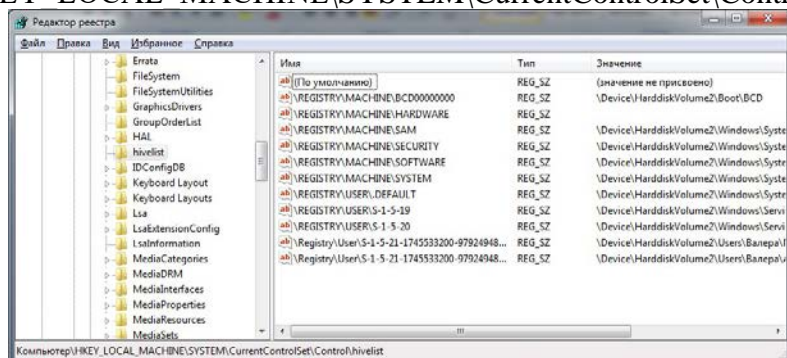 HKEY_LOCAL_MACHINE\SYSTEM\CurrentControlSet\Contr
Редактор реестра
Файл Правка Вид Избранное Справка
Errata
FileSystem
FileSystemUtilities
GraphicsDrivers
GroupOrderList
HAL
hivelist
IDConfigDB
Keyboard Layout
Keyboard Layouts
Lsa
LsaExtensionConfig
LsaInformation
MediaCategories
MediaDRM
MediaInterfaces
MediaProperties
MediaResources
MediaSets
Имя Тип Значение
(По умолчанию) REG_SZ (значение не присвоено)
\REGISTRY\MACHINE\BCD00000000 REG_SZ \Device\HarddiskVolume2\Boot\BCD
\REGISTRY\MACHINE\HARDWARE REG_SZ
\REGISTRY\MACHINE\SAM REG_SZ \Device\HarddiskVolume2\Windows\Syste
\REGISTRY\MACHINE\SECURITY REG_SZ \Device\HarddiskVolume2\Windows\Syste
\REGISTRY\MACHINE\SOFTWARE REG_SZ \Device\HarddiskVolume2\Windows\Syste
\REGISTRY\MACHINE\SYSTEM REG_SZ \Device\HarddiskVolume2\Windows\Syste
\REGISTRY\USER\.DEFAULT REG_SZ \Device\HarddiskVolume2\Windows\Syste
\REGISTRY\USER\S-1-5-19 REG_SZ \Device\HarddiskVolume2\Windows\Servi
\REGISTRY\USER\S-1-5-20 REG_SZ \Device\HarddiskVolume2\Windows\Servi
\Registry\User\S-1-5-21-1745533200-97924948... REG_SZ \Device\HarddiskVolume2\Users\Валера\
\Registry\User\S-1-5-21-1745533200-97924948... REG_SZ \Device\HarddiskVolume2\Users\Валера\
Компьютер\HKEY_LOCAL_MACHINE\SYSTEM\CurrentControlSet\Control\hivelist